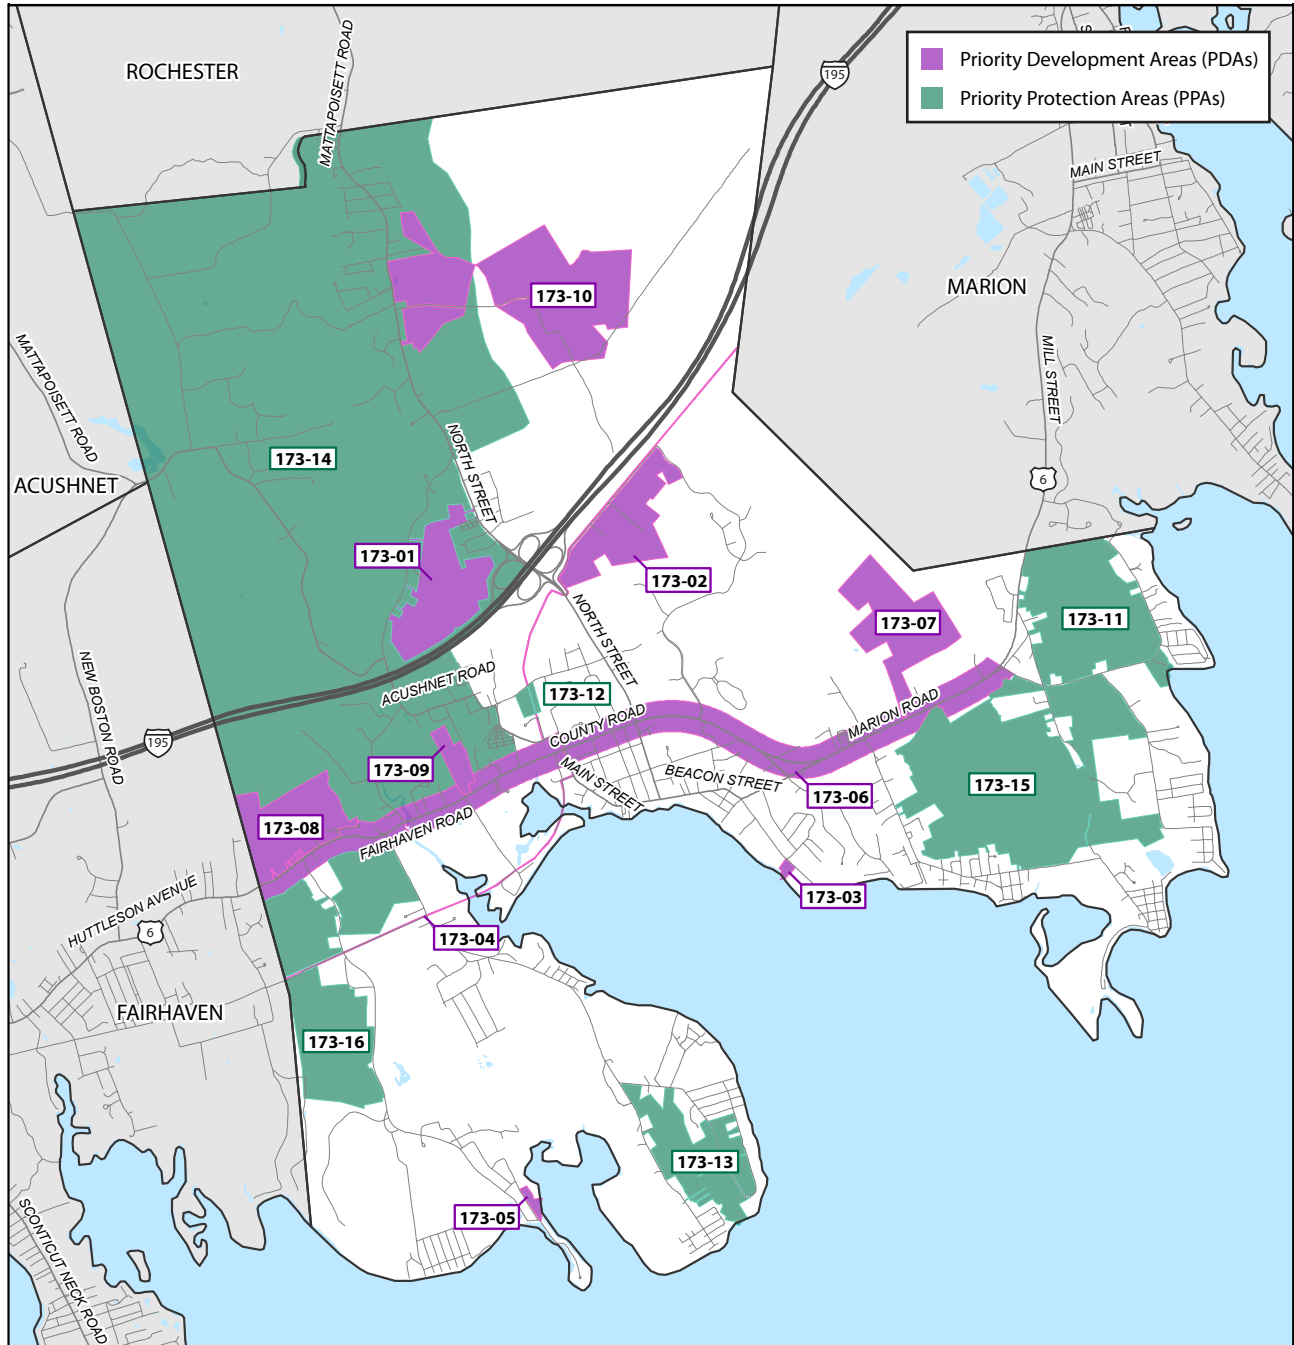 ROCHESTER
MATTAPOISETT ROAD
195
Priority Development Areas (PDAs)
Priority Protection Areas (PPAs)
MAIN STREET
MARION
173-10
MILL STREET
MATTAPOISETT ROAD
NORTH STREET
173-14
ACUSHNET
6
173-01
173-02
NORTH STREET
173-07
173-11
NEW BOSTON ROAD
ACUSHNET ROAD
173-12
COUNTY ROAD
MARION ROAD
195
173-09
MAIN STREET
BEACON STREET
173-06
173-15
173-08
FAIRHAVEN ROAD
173-03
HUTTLESON AVENUE
6
173-04
FAIRHAVEN
173-16
173-13
173-05
SCONTICUT NECK ROAD